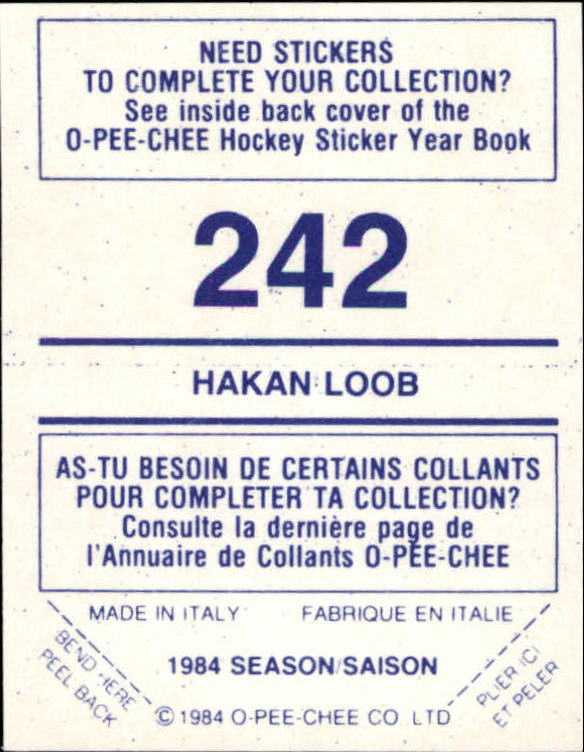 NEED STICKERS
TO COMPLETE YOUR COLLECTION?
See inside back cover of the
O-PEE-CHEE Hockey Sticker Year Book
242
HAKAN LOOB
AS-TU BESOIN DE CERTAINS COLLANTS
POUR COMPLETER TA COLLECTION?
Consulte la dernière page de
l'Annuaire de Collants O-PEE-CHEE
MADE IN ITALY FABRIQUE EN ITALIE
BEND HERE
PEEL BACK
1984 SEASON/SAISON
PLIER ICI
ET PELER
© 1984 O-PEE-CHEE CO. LTD